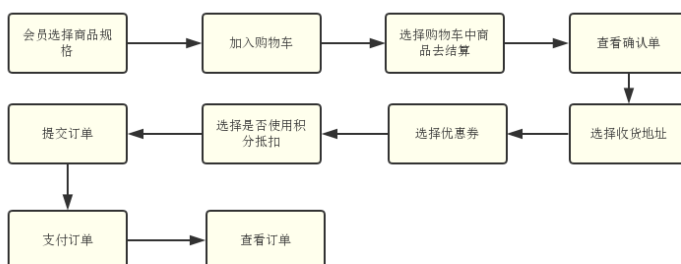 会员选择商品规
格
加入购物车
选择购物车中商
品去结算
查看确认单
选择收货地址
选择优惠券
选择是否使用积
分抵扣
提交订单
支付订单
查看订单